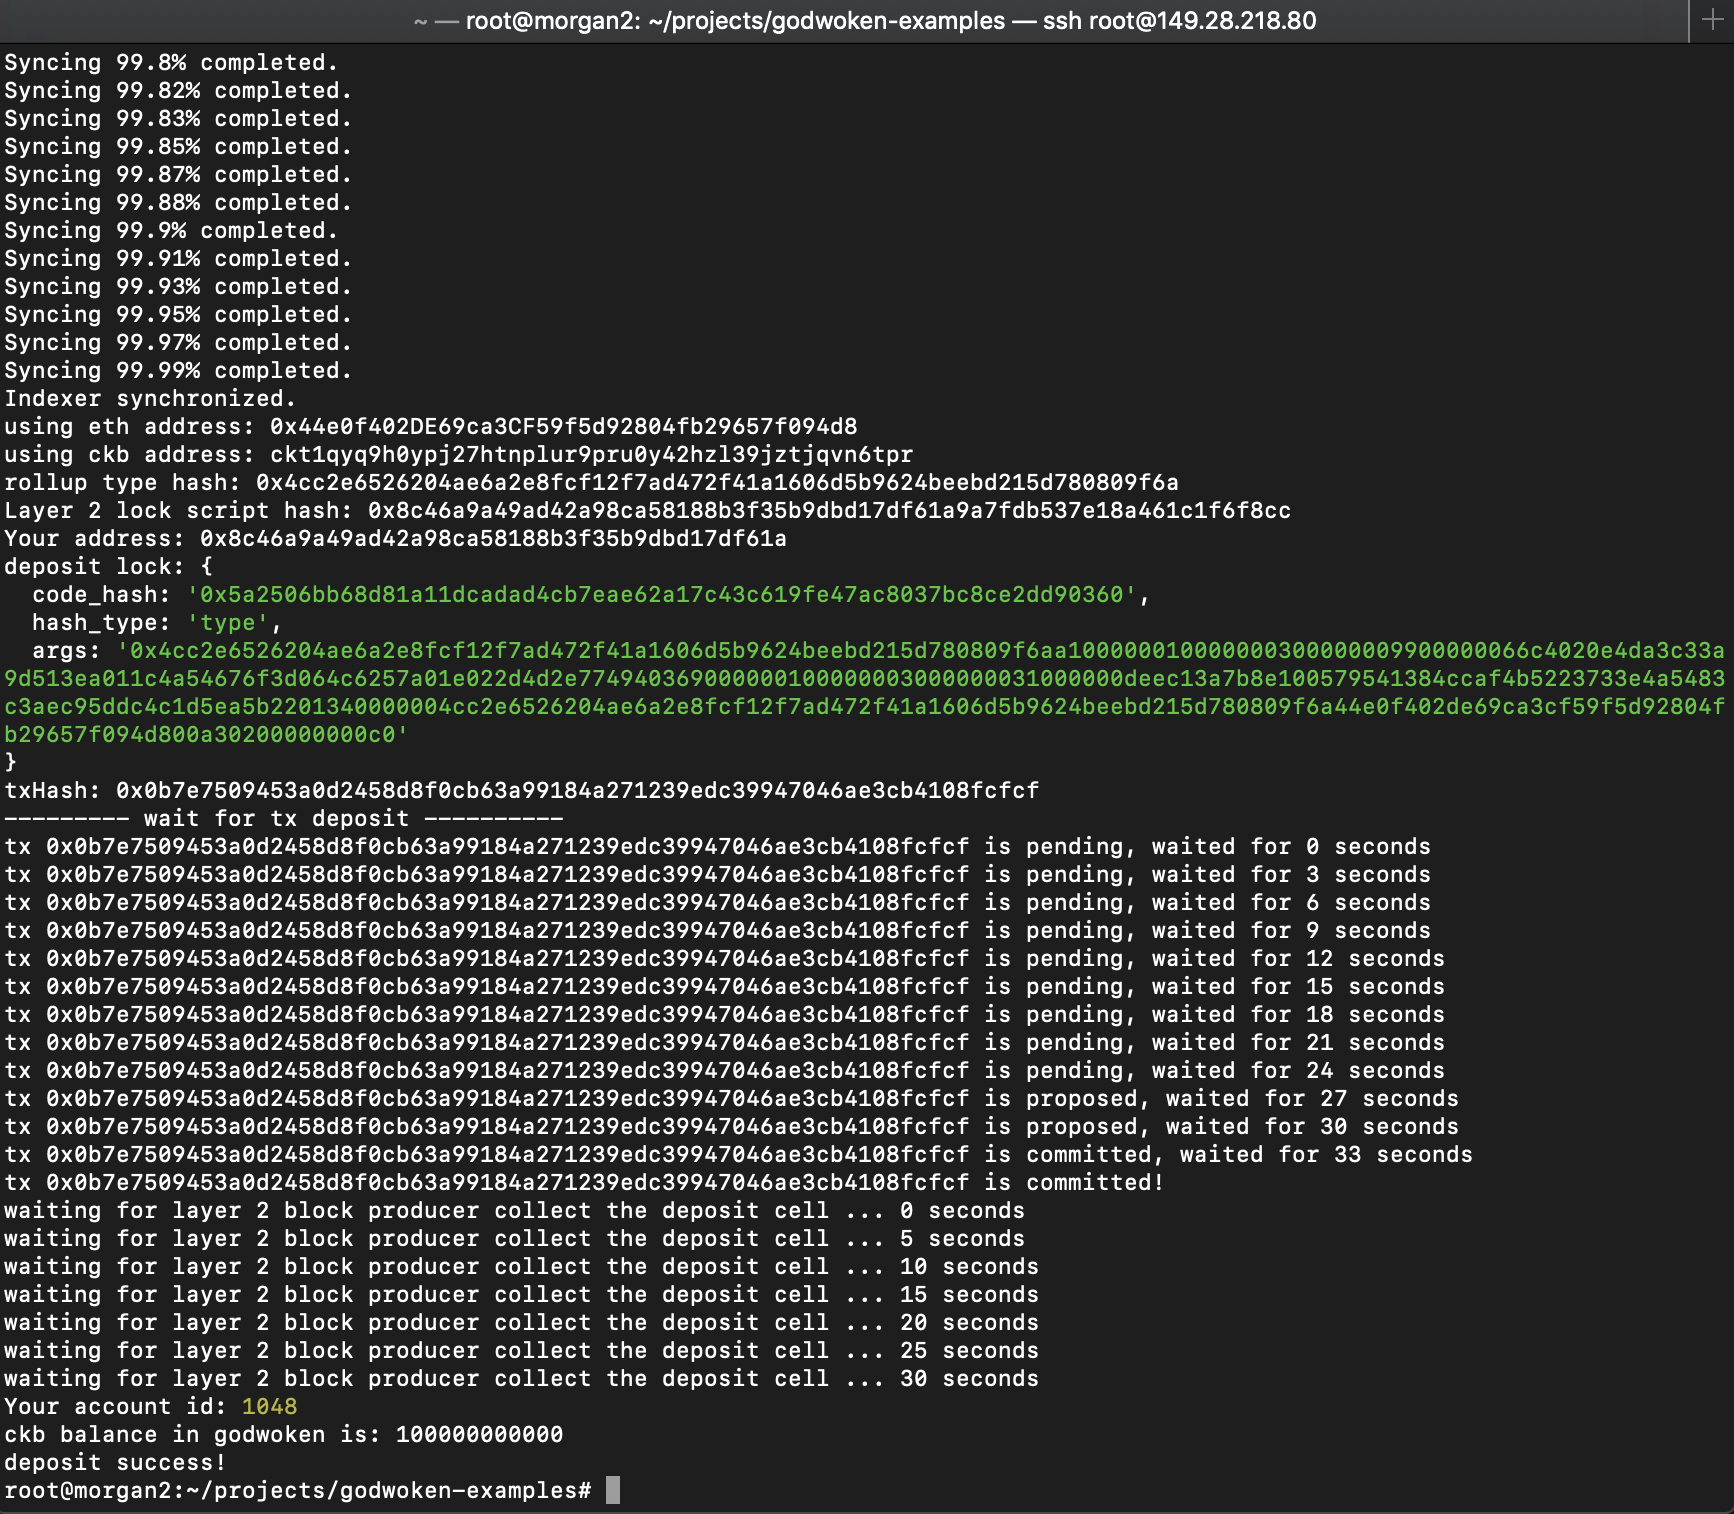 ~ — root@morgan2: ~/projects/godwoken-examples — ssh root@149.28.218.80
Syncing 99.8% completed.
Syncing 99.82% completed.
Syncing 99.83% completed.
Syncing 99.85% completed.
Syncing 99.87% completed.
Syncing 99.88% completed.
Syncing 99.9% completed.
Syncing 99.91% completed.
Syncing 99.93% completed.
Syncing 99.95% completed.
Syncing 99.97% completed.
Syncing 99.99% completed.
Indexer synchronized.
using eth address: 0x44e0f402DE69ca3CF59f5d92804fb29657f094d8
using ckb address: ckt1qyq9h0ypj27htnplur9pru0y42hzl39jztjqvn6tpr
rollup type hash: 0x4cc2e6526204ae6a2e8fcf12f7ad472f41a1606d5b9624beebd215d780809f6a
Layer 2 lock script hash: 0x8c46a9a49ad42a98ca58188b3f35b9dbd17df61a9a7fdb537e18a461c1f6f8cc
Your address: 0x8c46a9a49ad42a98ca58188b3f35b9dbd17df61a
deposit lock: {
  code_hash: '0x5a2506bb68d81a11dcadad4cb7eae62a17c43c619fe47ac8037bc8ce2dd90360',
  hash_type: 'type',
  args: '0x4cc2e6526204ae6a2e8fcf12f7ad472f41a1606d5b9624beebd215d780809f6aa10000001000000030000000990000066c4020e4da3c33a
9d513ea011c4a54676f3d064c6257a01e022d4d2e774940369000000100000003000000031000000deec13a7b8e100579541384ccaf4b5223733e4a5483
c3aec95ddc4c1d5ea5b2201340000004cc2e6526204ae6a2e8fcf12f7ad472f41a1606d5b9624beebd215d780809f6a44e0f402de69ca3cf59f5d92804f
b29657f094d800a30200000000c0'
}
txHash: 0x0b7e7509453a0d2458d8f0cb63a99184a271239edc39947046ae3cb4108fcfcf
--------- wait for tx deposit ----------
tx 0x0b7e7509453a0d2458d8f0cb63a99184a271239edc39947046ae3cb4108fcfcf is pending, waited for 0 seconds
tx 0x0b7e7509453a0d2458d8f0cb63a99184a271239edc39947046ae3cb4108fcfcf is pending, waited for 3 seconds
tx 0x0b7e7509453a0d2458d8f0cb63a99184a271239edc39947046ae3cb4108fcfcf is pending, waited for 6 seconds
tx 0x0b7e7509453a0d2458d8f0cb63a99184a271239edc39947046ae3cb4108fcfcf is pending, waited for 9 seconds
tx 0x0b7e7509453a0d2458d8f0cb63a99184a271239edc39947046ae3cb4108fcfcf is pending, waited for 12 seconds
tx 0x0b7e7509453a0d2458d8f0cb63a99184a271239edc39947046ae3cb4108fcfcf is pending, waited for 15 seconds
tx 0x0b7e7509453a0d2458d8f0cb63a99184a271239edc39947046ae3cb4108fcfcf is pending, waited for 18 seconds
tx 0x0b7e7509453a0d2458d8f0cb63a99184a271239edc39947046ae3cb4108fcfcf is pending, waited for 21 seconds
tx 0x0b7e7509453a0d2458d8f0cb63a99184a271239edc39947046ae3cb4108fcfcf is pending, waited for 24 seconds
tx 0x0b7e7509453a0d2458d8f0cb63a99184a271239edc39947046ae3cb4108fcfcf is proposed, waited for 27 seconds
tx 0x0b7e7509453a0d2458d8f0cb63a99184a271239edc39947046ae3cb4108fcfcf is proposed, waited for 30 seconds
tx 0x0b7e7509453a0d2458d8f0cb63a99184a271239edc39947046ae3cb4108fcfcf is committed, waited for 33 seconds
tx 0x0b7e7509453a0d2458d8f0cb63a99184a271239edc39947046ae3cb4108fcfcf is committed!
waiting for layer 2 block producer collect the deposit cell ... 0 seconds
waiting for layer 2 block producer collect the deposit cell ... 5 seconds
waiting for layer 2 block producer collect the deposit cell ... 10 seconds
waiting for layer 2 block producer collect the deposit cell ... 15 seconds
waiting for layer 2 block producer collect the deposit cell ... 20 seconds
waiting for layer 2 block producer collect the deposit cell ... 25 seconds
waiting for layer 2 block producer collect the deposit cell ... 30 seconds
Your account id: 1048
ckb balance in godwoken is: 100000000000
deposit success!
root@morgan2:~/projects/godwoken-examples#